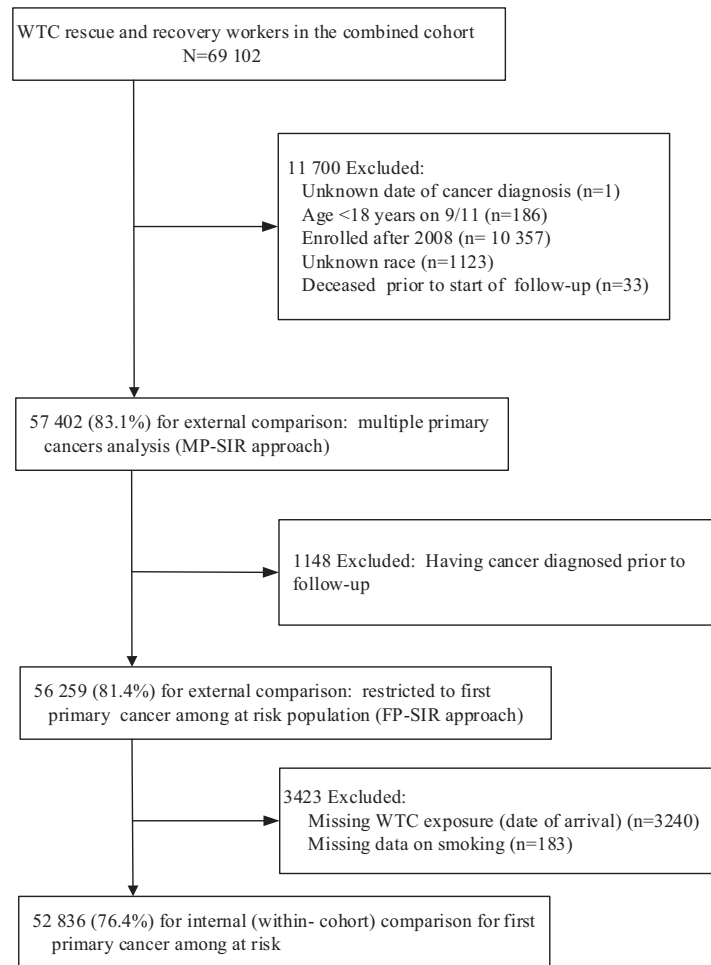 WTC rescue and recovery workers in the combined cohort
N=69 102
11 700 Excluded:
Unknown date of cancer diagnosis (n=1)
Age <18 years on 9/11 (n=186)
Enrolled after 2008 (n= 10 357)
Unknown race (n=1123)
Deceased prior to start of follow-up (n=33)
57 402 (83.1%) for external comparison: multiple primary
cancers analysis (MP-SIR approach)
1148 Excluded: Having cancer diagnosed prior to
follow-up
56 259 (81.4%) for external comparison: restricted to first
primary cancer among at risk population (FP-SIR approach)
3423 Excluded:
Missing WTC exposure (date of arrival) (n=3240)
Missing data on smoking (n=183)
52 836 (76.4%) for internal (within- cohort) comparison for first
primary cancer among at risk